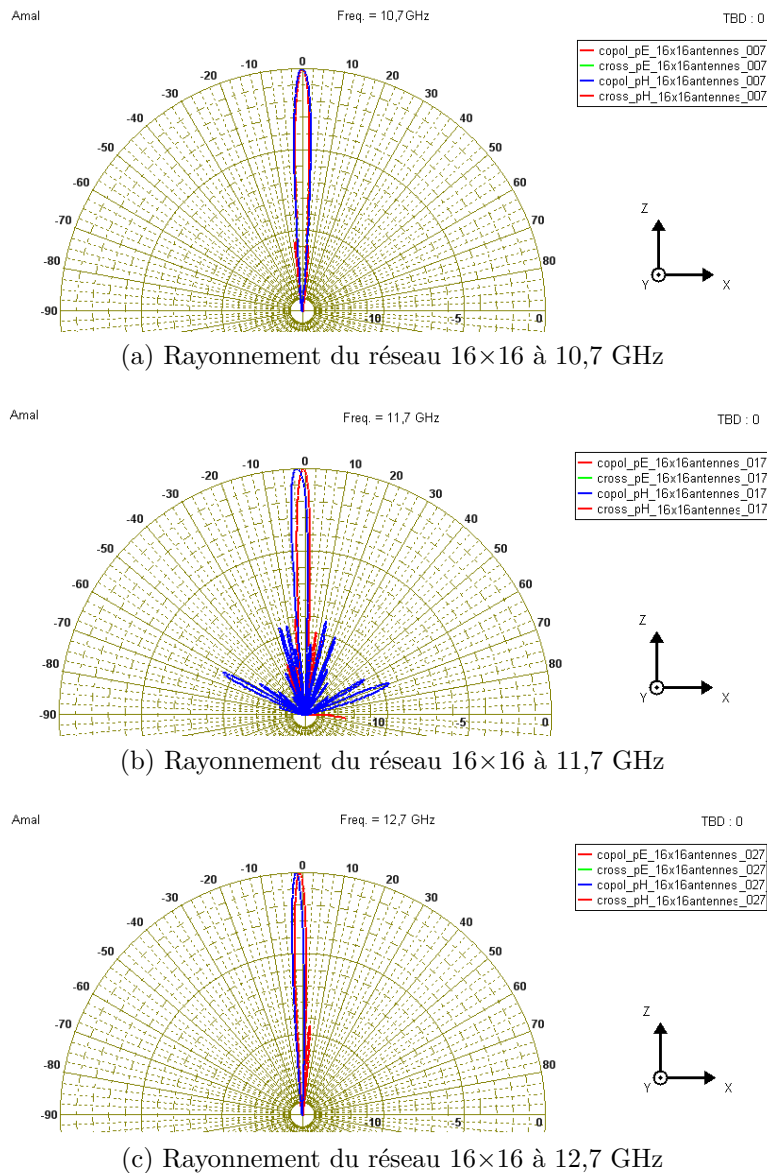 Amal
Freq. = 10,7GHz
TBD : 0
copol_pE_16x16antennes_007
cross_pE_16x16antennes_007
copol_pH_16x16antennes_007
cross_pH_16x16antennes_007
-90 -80 -70 -60 -50 -40 -30 -20 -10 0 10 20 30 40 50 60 70 80
-10 -5 0
Z
Y
X
(a) Rayonnement du réseau 16×16 à 10,7 GHz
Amal
Freq. = 11,7 GHz
TBD : 0
copol_pE_16x16antennes_017
cross_pE_16x16antennes_017
copol_pH_16x16antennes_017
cross_pH_16x16antennes_017
-90 -80 -70 -60 -50 -40 -30 -20 -10 0 10 20 30 40 50 60 70 80
-10 -5 0
Z
Y
X
(b) Rayonnement du réseau 16×16 à 11,7 GHz
Amal
Freq. = 12,7 GHz
TBD : 0
copol_pE_16x16antennes_027
cross_pE_16x16antennes_027
copol_pH_16x16antennes_027
cross_pH_16x16antennes_027
-90 -80 -70 -60 -50 -40 -30 -20 -10 0 10 20 30 40 50 60 70 80
-10 -5 0
Z
Y
X
(c) Rayonnement du réseau 16×16 à 12,7 GHz